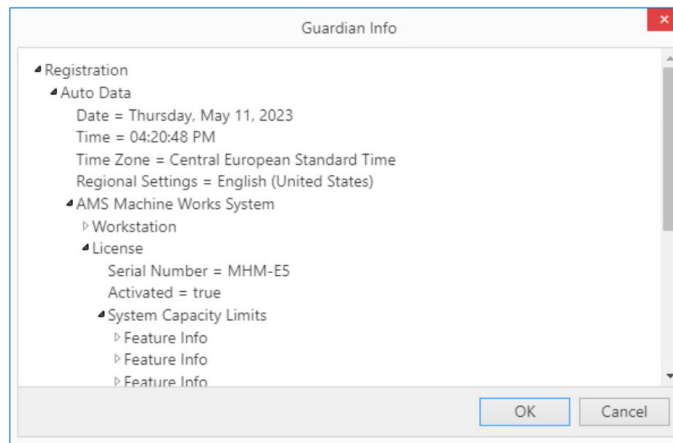 Guardian Info
Registration
Auto Data
Date = Thursday, May 11, 2023
Time = 04:20:48 PM
Time Zone = Central European Standard Time
Regional Settings = English (United States)
AMS Machine Works System
Workstation
License
Serial Number = MHM-E5
Activated = true
System Capacity Limits
Feature Info
Feature Info
Feature Info
OK Cancel